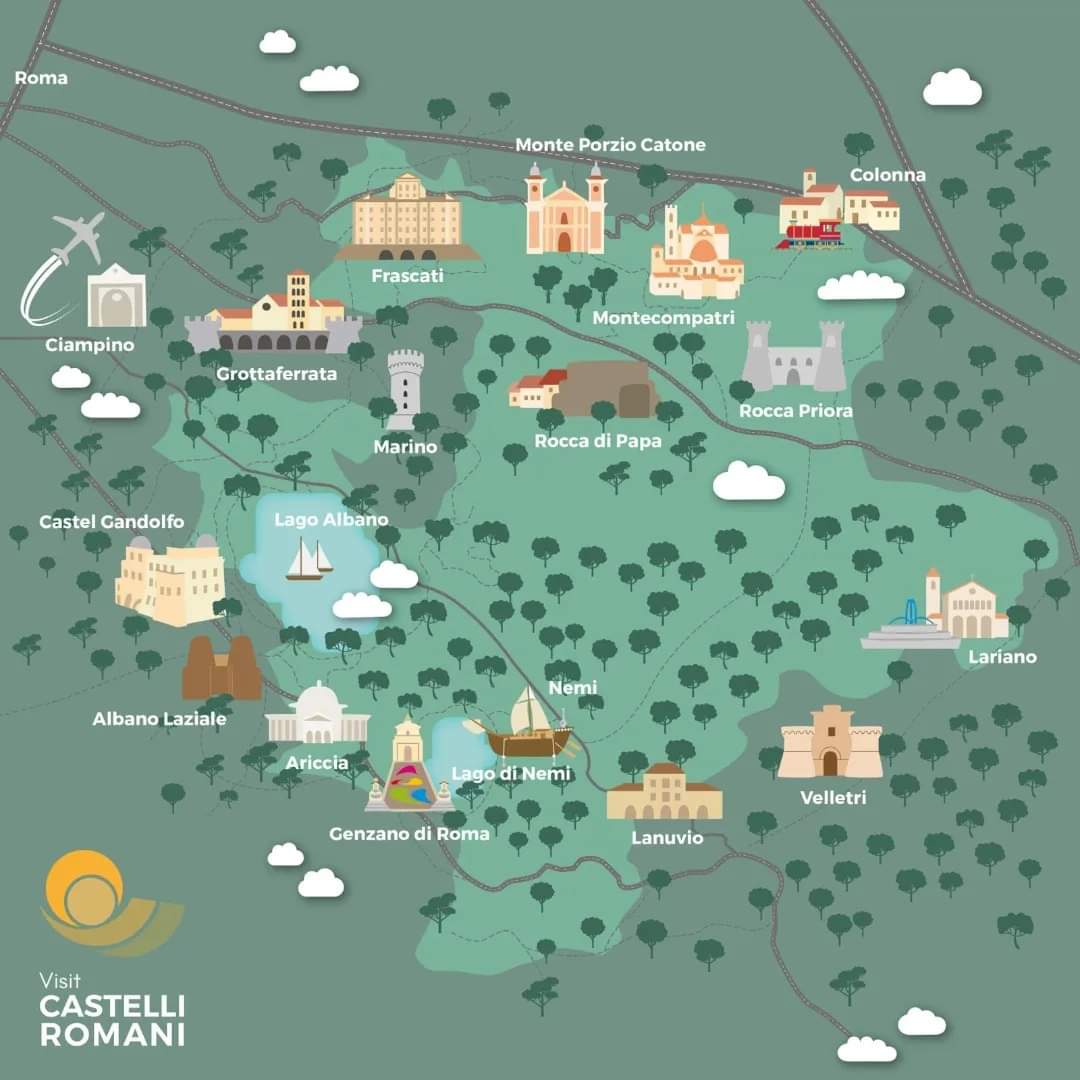 Roma
Monte Porzio Catone
Colonna
Frascati
Montecompatri
Ciampino
Grottaferrata
Rocca Priora
Rocca di Papa
Marino
Castel Gandolfo
Lago Albano
Lariano
Nemi
Albano Laziale
Ariccia
Lago di Nemi
Velletri
Genzano di Roma
Lanuvio
Visit
CASTELLI
ROMANI